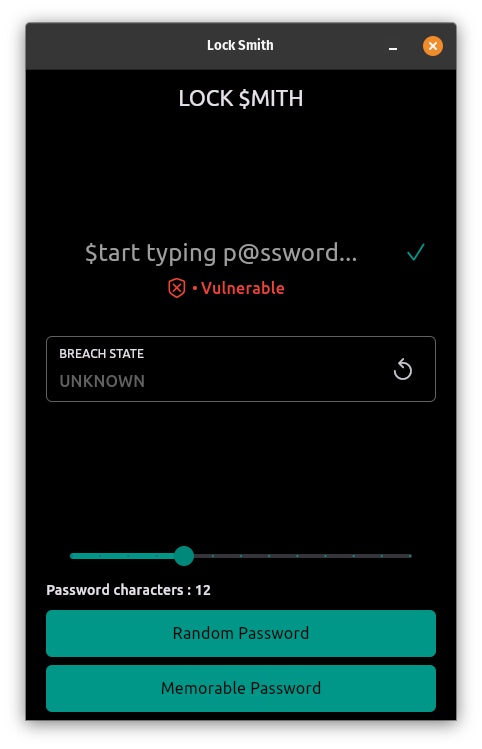 Lock Smith
LOCK $MITH
$tart typing p@ssword...
• Vulnerable
BREACH STATE
UNKNOWN
Password characters : 12
Random Password
Memorable Password